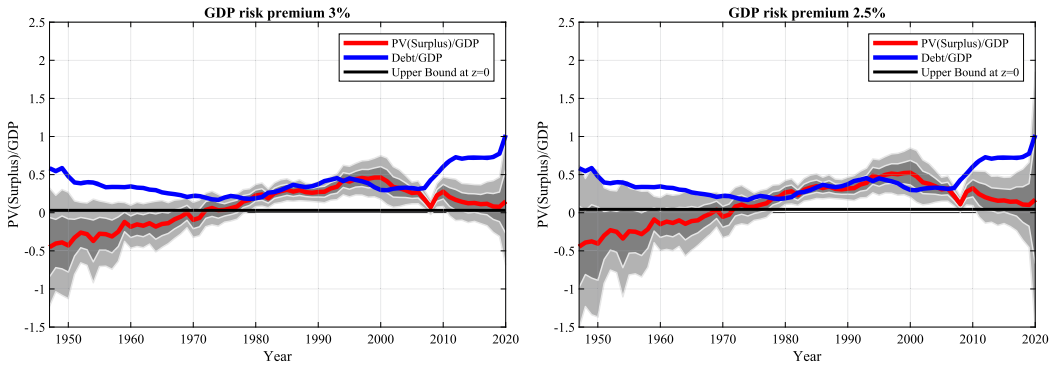 GDP risk premium 3%
PV(Surplus)/GDP
2.5
2
1.5
1
0.5
0
-0.5
-1
-1.5
PV(Surplus)/GDP
Debt/GDP
Upper Bound at z=0
1950 1960 1970 1980 1990 2000 2010 2020
Year
GDP risk premium 2.5%
PV(Surplus)/GDP
2.5
2
1.5
1
0.5
0
-0.5
-1
-1.5
PV(Surplus)/GDP
Debt/GDP
Upper Bound at z=0
1950 1960 1970 1980 1990 2000 2010 2020
Year